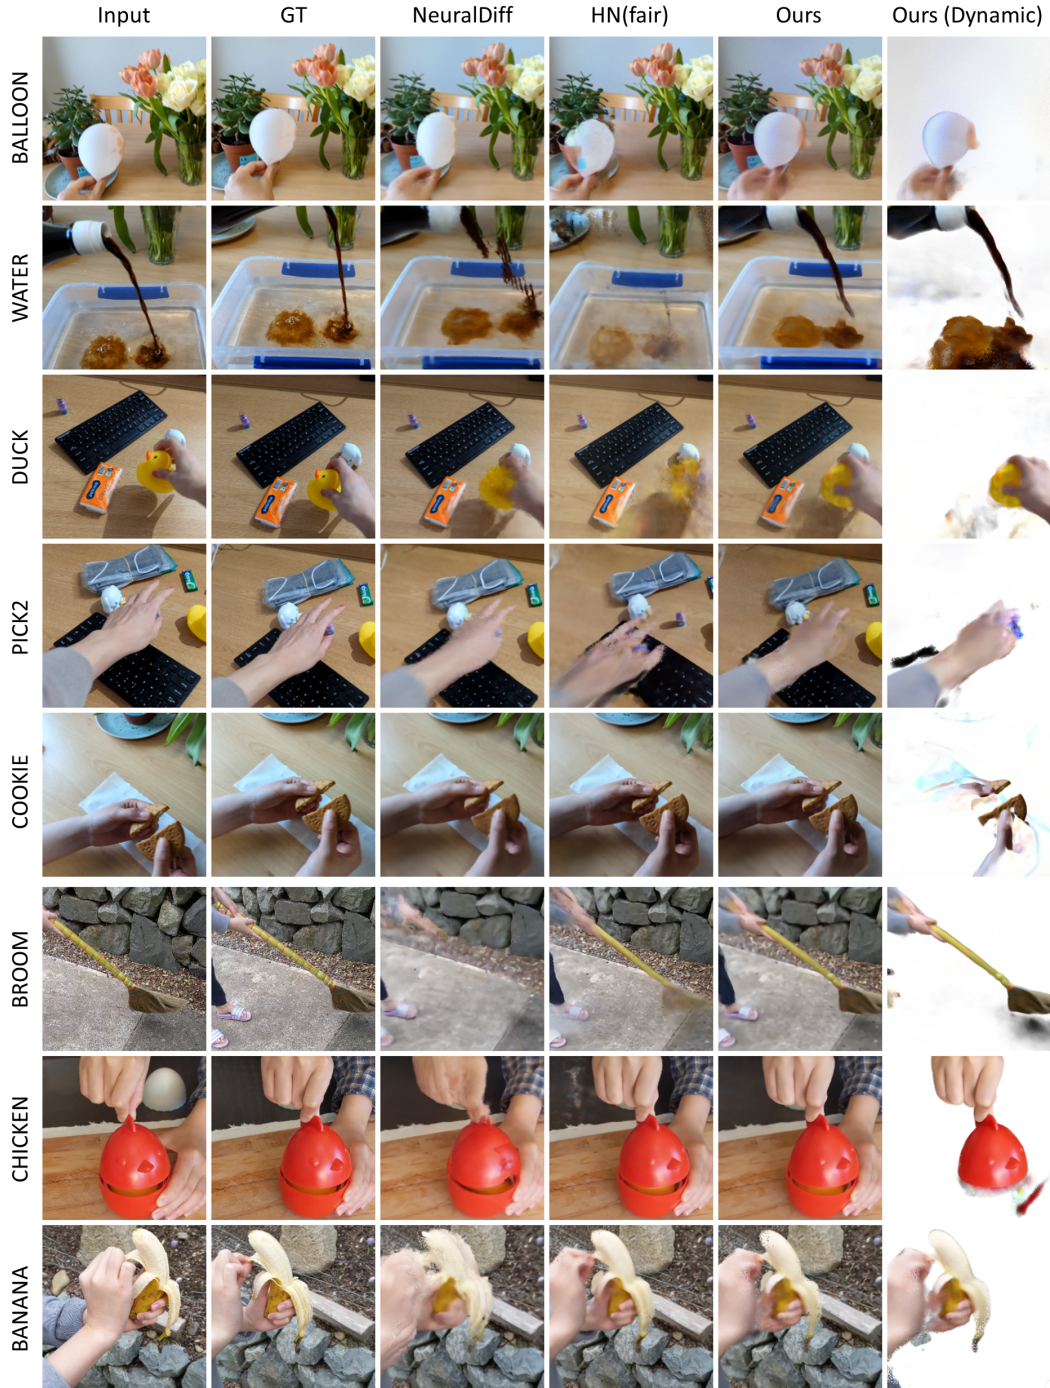 Input GT NeuralDiff HN(fair) Ours Ours (Dynamic)
BALLOON
WATER
DUCK
PICK2
COOKIE
BROOM
CHICKEN
BANANA